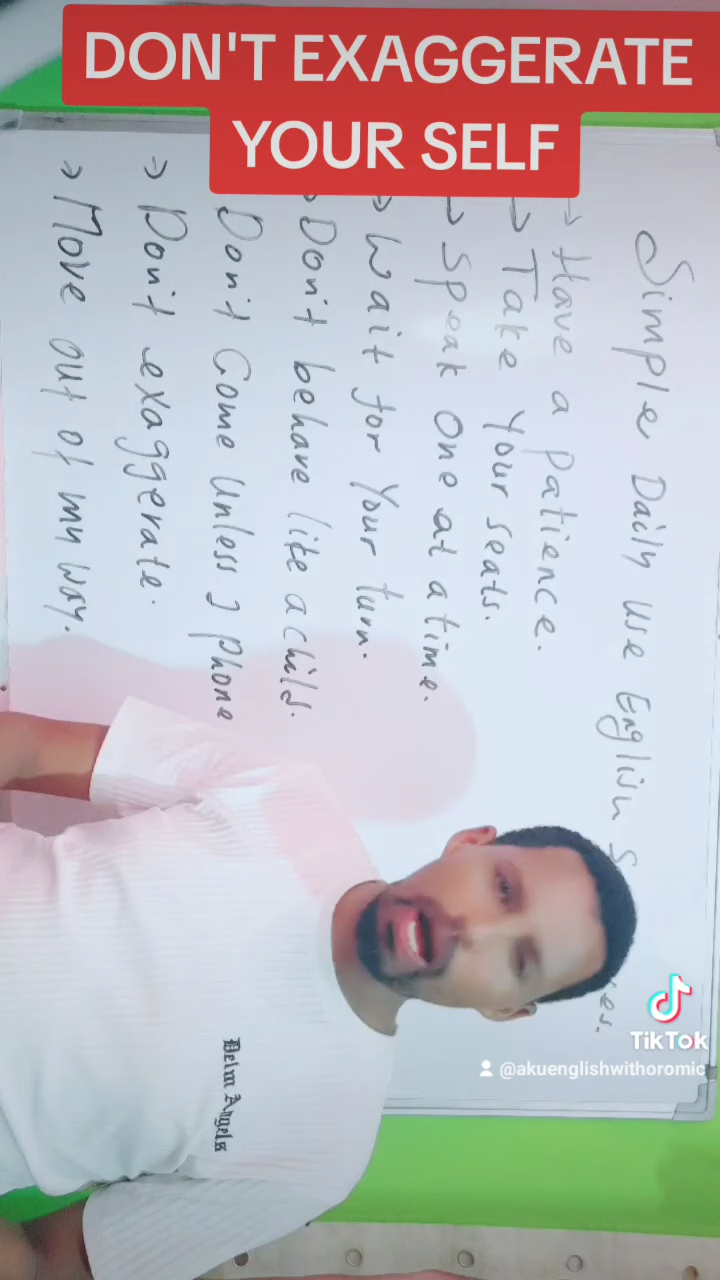 DON'T EXAGGERATE
YOUR SELF
Simple Daily Use English
→ Have a patience.
→ Take Your seats.
→ Speak One at a time.
→ Wait for Your turn.
→ Don't behave like a child.
Don't Come Unless I Phone
→ Don't exaggerate.
→ Move out of my way.
Delm Angels
TikTok
@akuenglishwithoromic